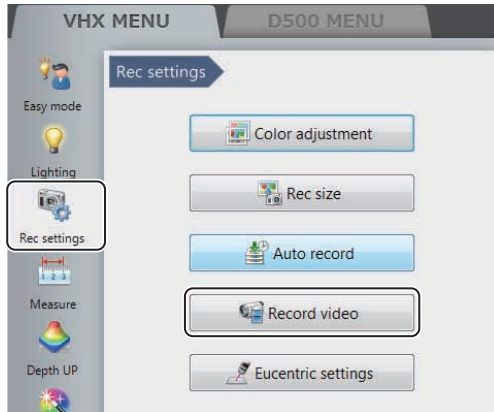 VHX MENU
D500 MENU
Rec settings
Easy mode
Lighting
Rec settings
Measure
Depth UP
Color adjustment
Rec size
Auto record
Record video
Eucentric settings